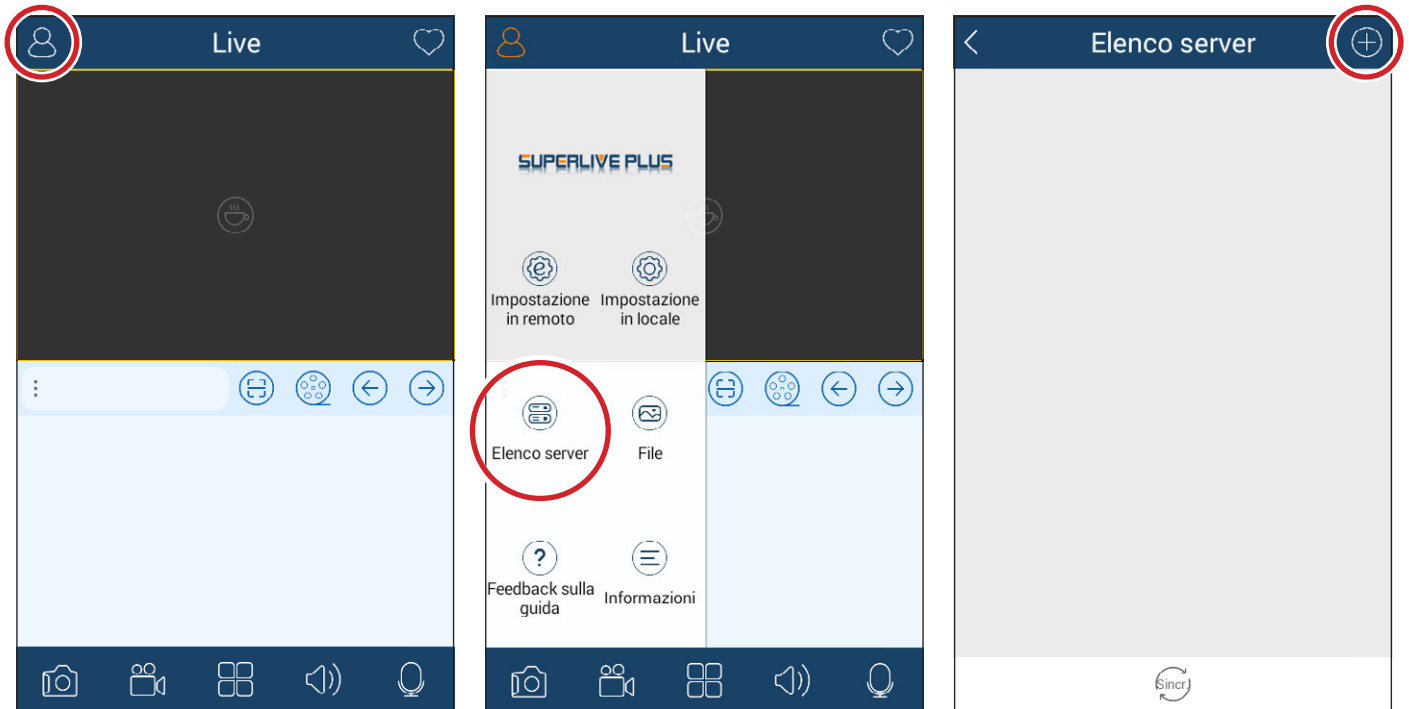 Live
Live
SUPERLIVE PLUS
Impostazione
in remoto
Impostazione
in locale
Elenco server
File
Feedback sulla
guida
Informazioni
Elenco server
Sincr.